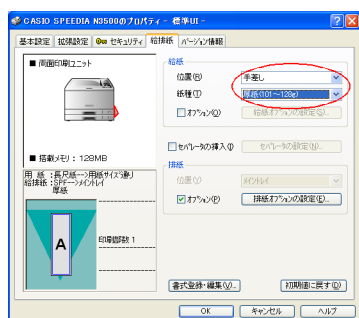 CASIO SPEEDIA N3500のプロパティ - 標準UI -
基本設定 拡張設定 セキュリティ 給排紙 バージョン情報
■ 両面印刷ユニット
■ 搭載メモリ：128MB
用 紙：長尺紙-->用紙サイズ通り
給排紙：SPF-->メイントレイ
厚紙
A
印刷部数 1
給紙
位置(R) 手差し
紙種(T) 厚紙(101～128g)
オプション(O) 給紙オプションの設定(S)...
セパレータの挿入(I) セパレータの設定(N)...
排紙
位置(Y) メイントレイ
オプション(P) 排紙オプションの設定(E)...
書式登録・編集(V)... 初期値に戻す(D)
OK キャンセル ヘルプ